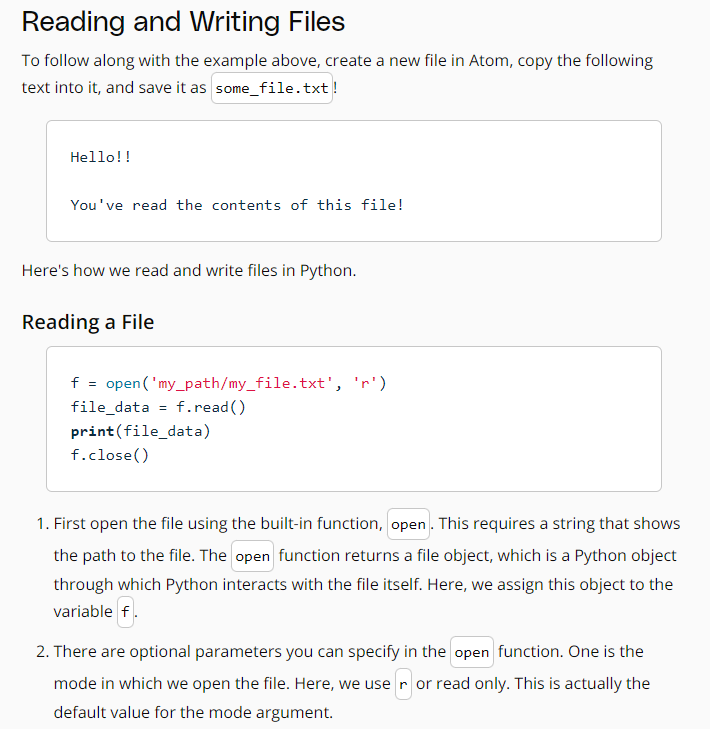 Reading and Writing Files
To follow along with the example above, create a new file in Atom, copy the following
text into it, and save it as some_file.txt!
Hello!!
You've read the contents of this file!
Here's how we read and write files in Python.
Reading a File
f = open('my_path/my_file.txt', 'r')
file_data = f.read()
print(file_data)
f.close()
1. First open the file using the built-in function, open. This requires a string that shows
the path to the file. The open function returns a file object, which is a Python object
through which Python interacts with the file itself. Here, we assign this object to the
variable f.
2. There are optional parameters you can specify in the open function. One is the
mode in which we open the file. Here, we use r or read only. This is actually the
default value for the mode argument.